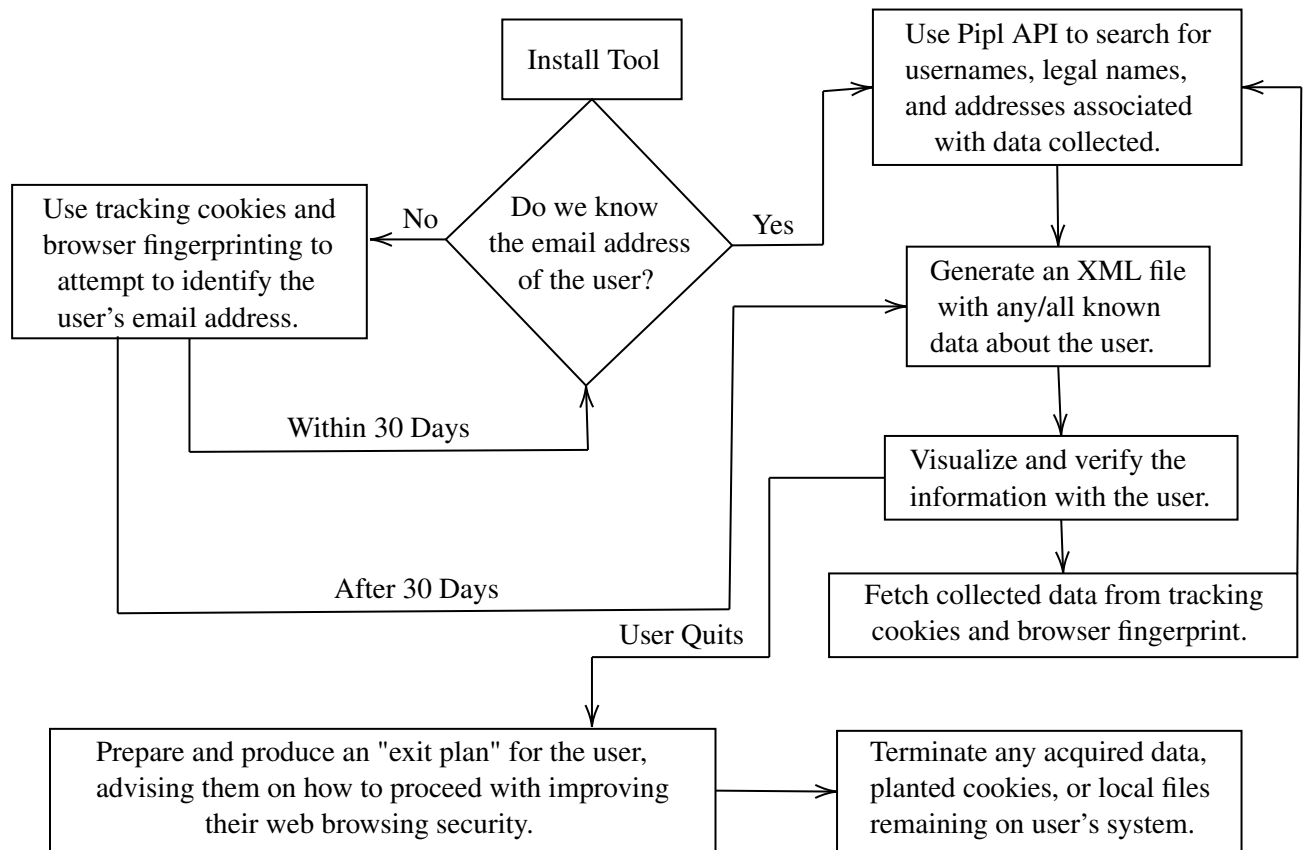 Install Tool
Use Pipl API to search for
usernames, legal names,
and addresses associated
with data collected.
Do we know
the email address
of the user?
No
Yes
Use tracking cookies and
browser fingerprinting to
attempt to identify the
user's email address.
Generate an XML file
with any/all known
data about the user.
Within 30 Days
Visualize and verify the
information with the user.
After 30 Days
Fetch collected data from tracking
cookies and browser fingerprint.
User Quits
Prepare and produce an "exit plan" for the user,
advising them on how to proceed with improving
their web browsing security.
Terminate any acquired data,
planted cookies, or local files
remaining on user's system.